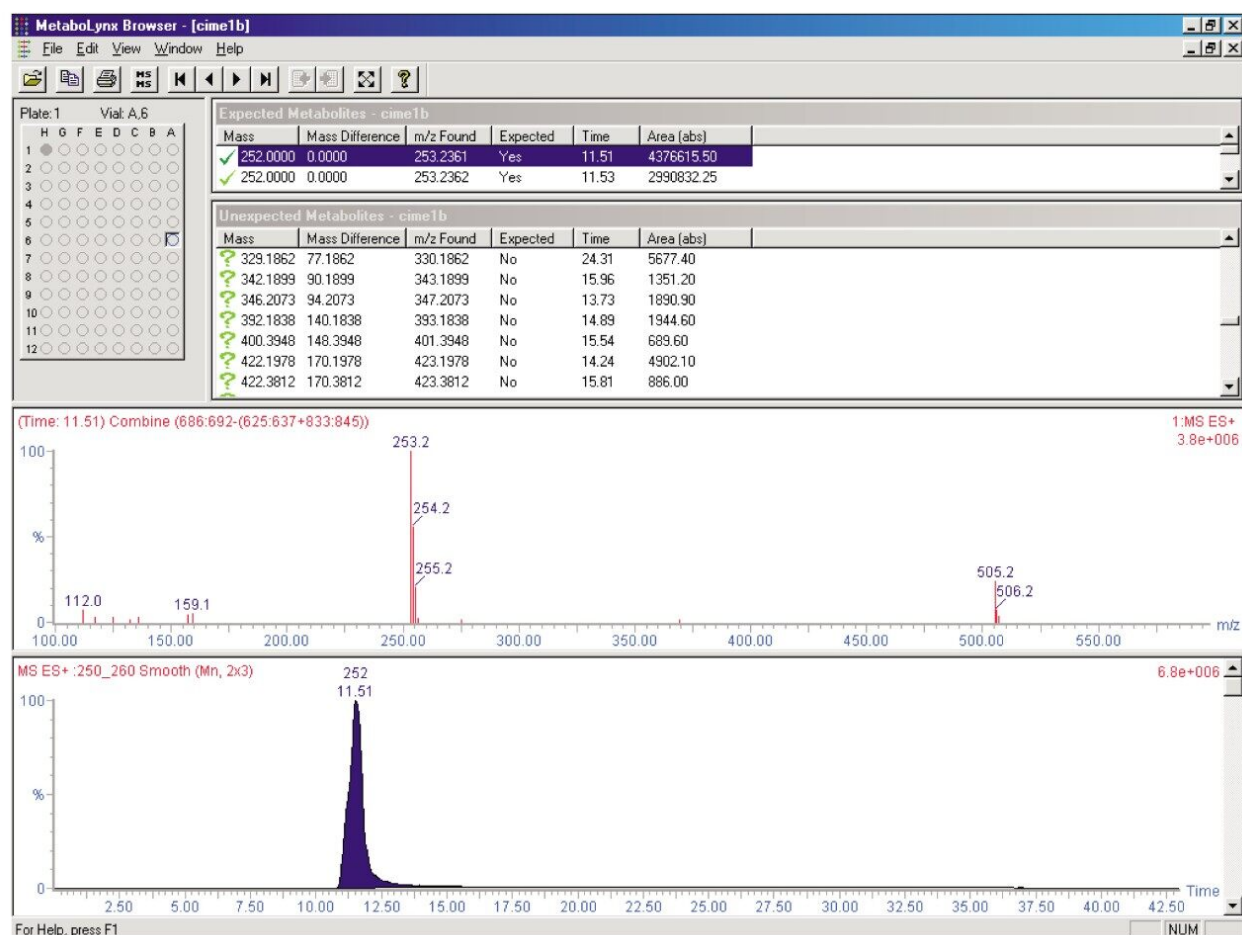 MetaboLynx Browser - [cime1b]
File Edit View Window Help
MS
MS
Plate:1 Vial: A,6
H G F E D C B A
1
2
3
4
5
6
7
8
9
10
11
12
Expected Metabolites - cime1b
Mass Mass Difference m/z Found Expected Time Area (abs)
252.0000 0.0000 253.2361 Yes 11.51 4376615.50
252.0000 0.0000 253.2362 Yes 11.53 2990832.25
Unexpected Metabolites - cime1b
Mass Mass Difference m/z Found Expected Time Area (abs)
329.1862 77.1862 330.1862 No 24.31 5677.40
342.1899 90.1899 343.1899 No 15.96 1351.20
346.2073 94.2073 347.2073 No 13.73 1890.90
392.1838 140.1838 393.1838 No 14.89 1944.60
400.3948 148.3948 401.3948 No 15.54 689.60
422.1978 170.1978 423.1978 No 14.24 4902.10
422.3812 170.3812 423.3812 No 15.81 886.00
(Time: 11.51) Combine (686:692-(625:637+833:845)) 1:MS ES+
3.8e+006
253.2
100
254.2
%
255.2
505.2
506.2
112.0 159.1
0
100.00 150.00 200.00 250.00 300.00 350.00 400.00 450.00 500.00 550.00 m/z
MS ES+ :250_260 Smooth (Mn, 2x3) 6.8e+006
252
11.51
100
%
0
2.50 5.00 7.50 10.00 12.50 15.00 17.50 20.00 22.50 25.00 27.50 30.00 32.50 35.00 37.50 40.00 42.50 Time
For Help, press F1 NUM